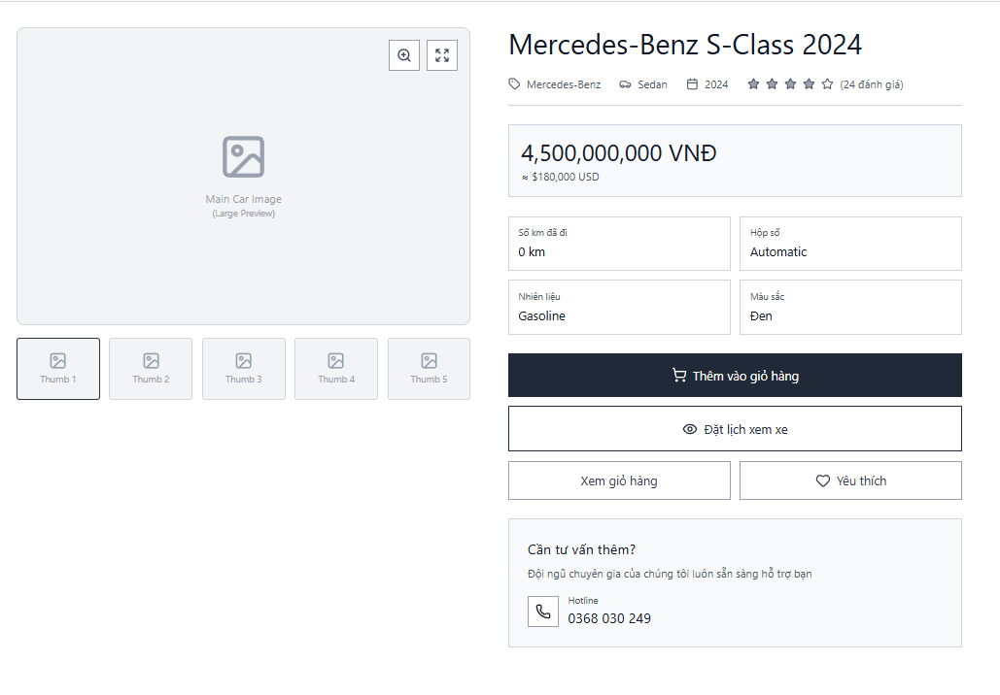 Mercedes-Benz S-Class 2024
Mercedes-Benz Sedan 2024 (24 đánh giá)
Main Car Image
(Large Preview)
Thumb 1
Thumb 2
Thumb 3
Thumb 4
Thumb 5
4,500,000,000 VNĐ
≈ $180,000 USD
Số km đã đi
0 km
Hộp số
Automatic
Nhiên liệu
Gasoline
Màu sắc
Đen
Thêm vào giỏ hàng
Đặt lịch xem xe
Xem giỏ hàng
Yêu thích
Cần tư vấn thêm?
Đội ngũ chuyên gia của chúng tôi luôn sẵn sàng hỗ trợ bạn
Hotline
0368 030 249